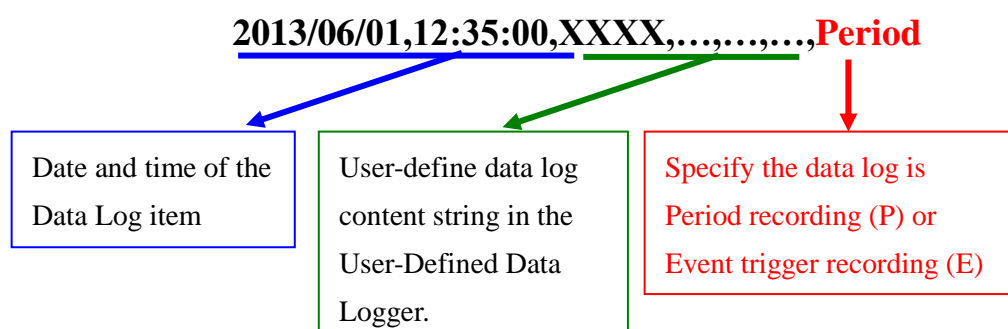 2013/06/01,12:35:00,XXXX,…,…,…,Period
Date and time of the
Data Log item
User-define data log
content string in the
User-Defined Data
Logger.
Specify the data log is
Period recording (P) or
Event trigger recording (E)